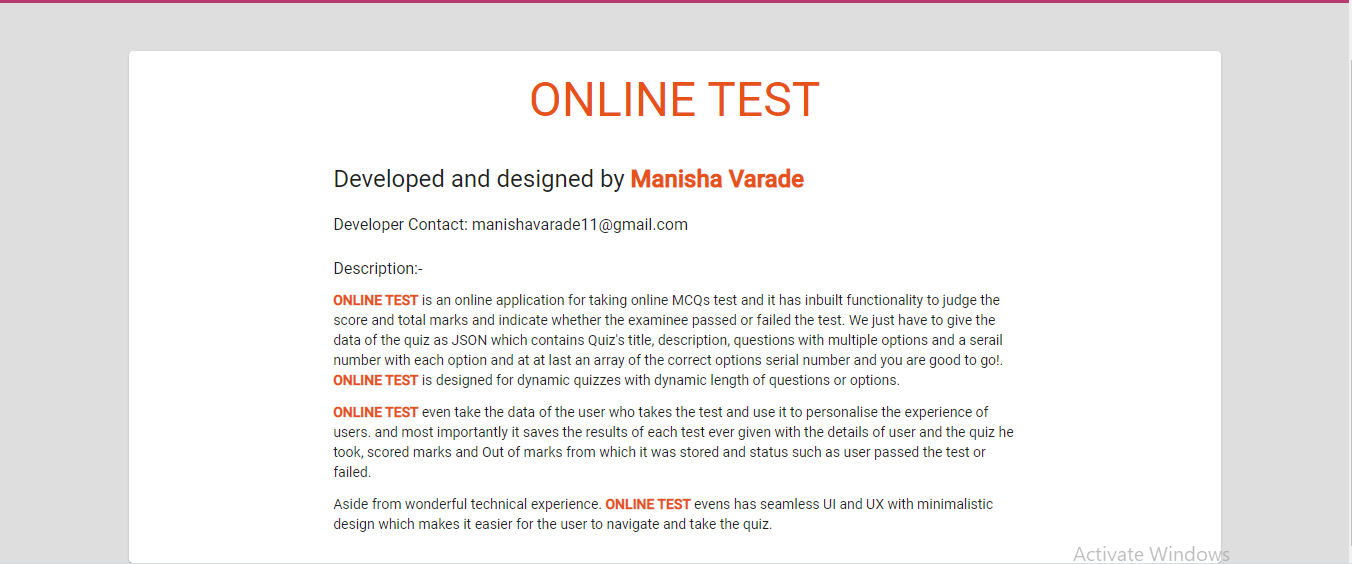 ONLINE TEST
Developed and designed by Manisha Varade
Developer Contact: manishavarade11@gmail.com
Description:-
ONLINE TEST is an online application for taking online MCQs test and it has inbuilt functionality to judge the
score and total marks and indicate whether the examinee passed or failed the test. We just have to give the
data of the quiz as JSON which contains Quiz's title, description, questions with multiple options and a serail
number with each option and at at last an array of the correct options serial number and you are good to go!.
ONLINE TEST is designed for dynamic quizzes with dynamic length of questions or options.
ONLINE TEST even take the data of the user who takes the test and use it to personalise the experience of
users. and most importantly it saves the results of each test ever given with the details of user and the quiz he
took, scored marks and Out of marks from which it was stored and status such as user passed the test or
failed.
Aside from wonderful technical experience. ONLINE TEST evens has seamless UI and UX with minimalistic
design which makes it easier for the user to navigate and take the quiz.
Activate Windows